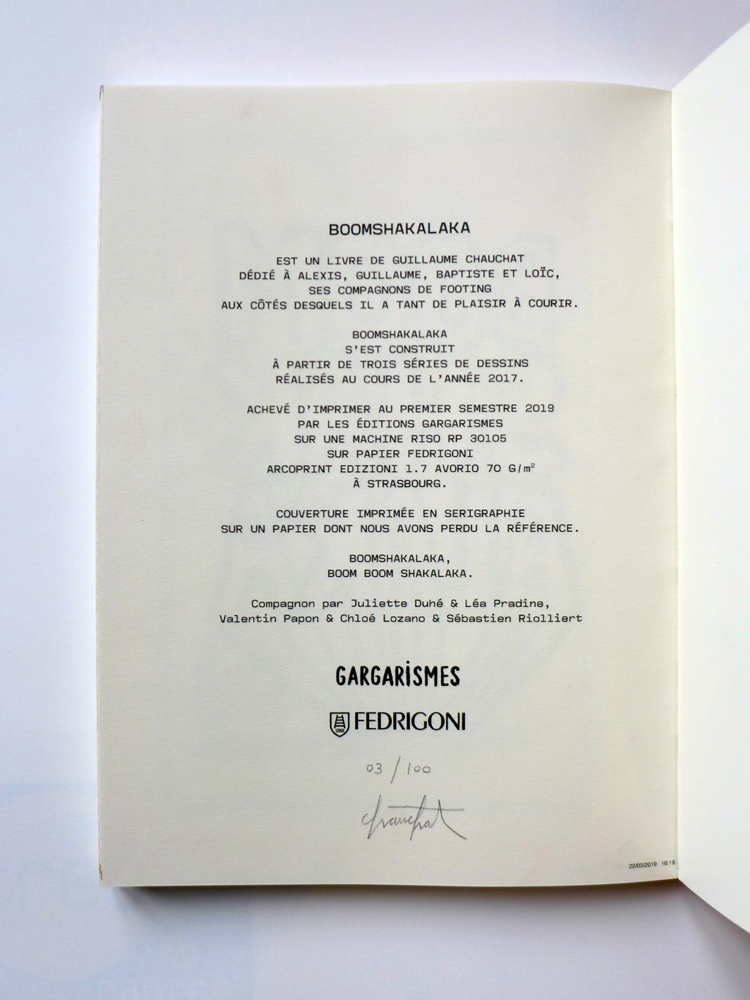 BOOMSHAKALAKA
EST UN LIVRE DE GUILLAUME CHAUCHAT
DÉDIÉ À ALEXIS, GUILLAUME, BAPTISTE ET LOÏC,
SES COMPAGNONS DE FOOTING
AUX CÔTÉS DESQUELS IL A TANT DE PLAISIR À COURIR.
BOOMSHAKALAKA
S'EST CONSTRUIT
À PARTIR DE TROIS SÉRIES DE DESSINS
RÉALISÉS AU COURS DE L'ANNÉE 2017.
ACHEVÉ D'IMPRIMER AU PREMIER SEMESTRE 2019
PAR LES ÉDITIONS GARGARISMES
SUR UNE MACHINE RISO RP 3010S
SUR PAPIER FEDRIGONI
ARCOPRINT EDIZIONI 1.7 AVORIO 70 G/m²
À STRASBOURG.
COUVERTURE IMPRIMÉE EN SERIGRAPHIE
SUR UN PAPIER DONT NOUS AVONS PERDU LA RÉFÉRENCE.
BOOMSHAKALAKA,
BOOM BOOM SHAKALAKA.
Compagnon par Juliette Duhé & Léa Pradine,
Valentin Papon & Chloé Lozano & Sébastien Riolliert
GARGARiSMES
FEDRIGONI
03/100
Chauchat
22/03/2019